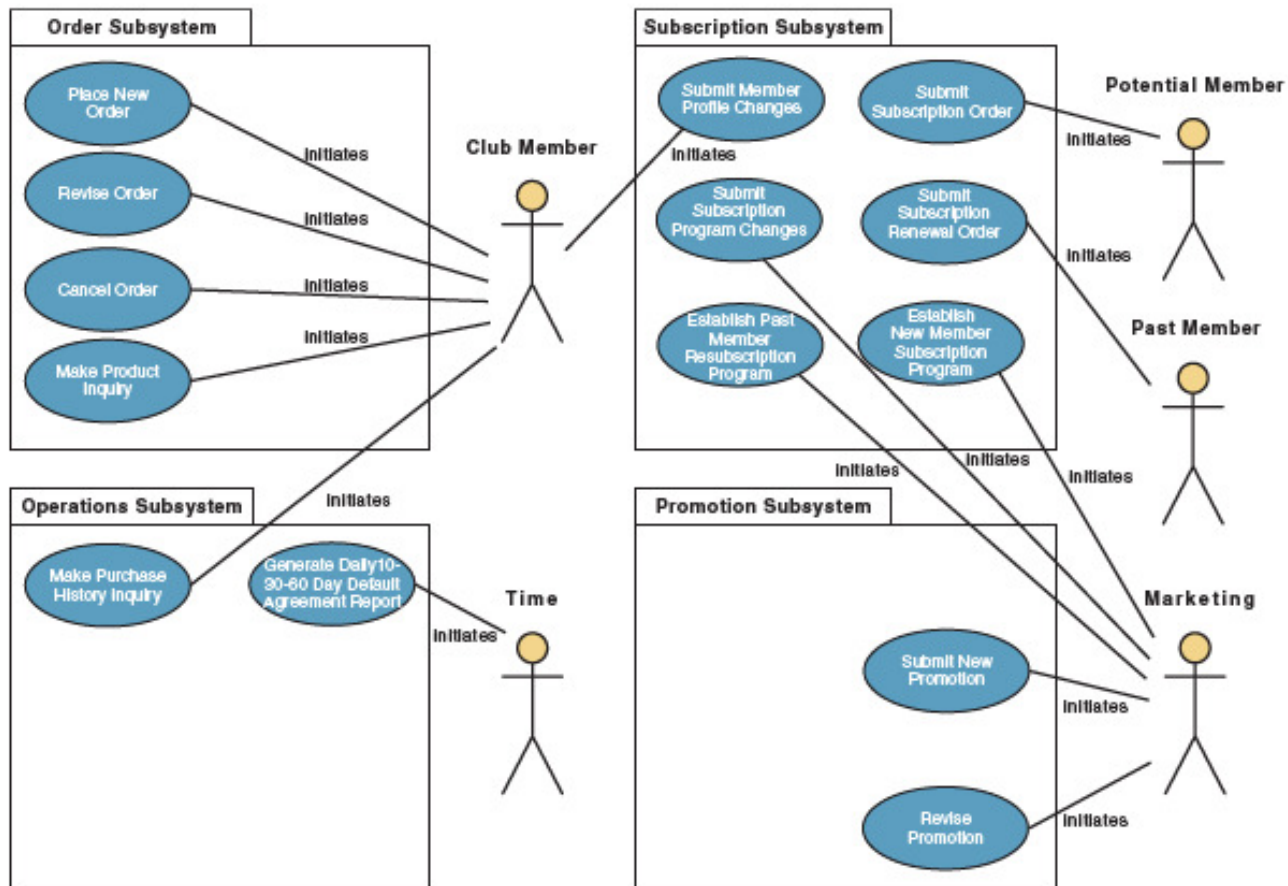 Order Subsystem
Place New
Order
Initiates
Revise Order
Initiates
Cancel Order
Initiates
Make Product
Inquiry
Initiates
Club Member
Subscription Subsystem
Submit Member
Profile Changes
Initiates
Submit
Subscription Order
Initiates
Potential Member
Submit
Subscription
Program Changes
Submit
Subscription
Renewal Order
Initiates
Establish Past
Member
Resubscription
Program
Establish
New Member
Subscription
Program
Past Member
Initiates
Initiates
Initiates
Operations Subsystem
Initiates
Make Purchase
History Inquiry
Generate Daily10-
30-60 Day Default
Agreement Report
Initiates
Time
Promotion Subsystem
Marketing
Submit New
Promotion
Initiates
Revise
Promotion
Initiates